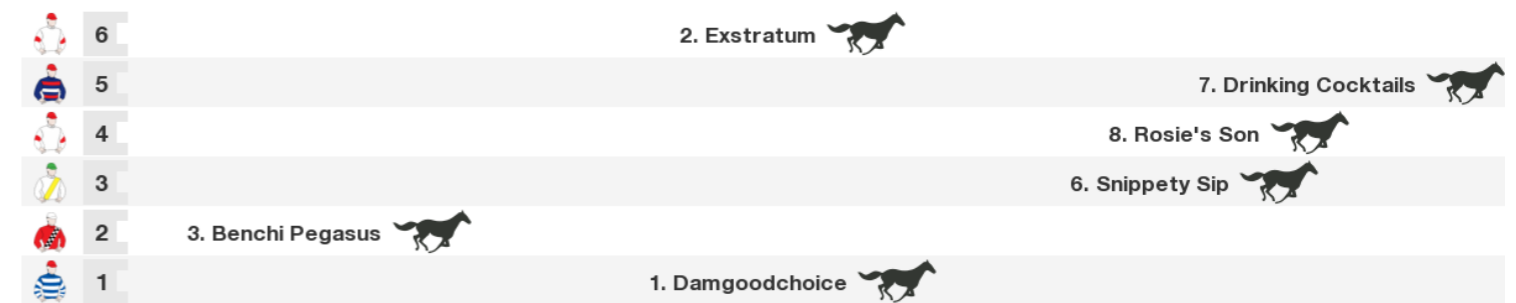 6 2. Exstratum
5 7. Drinking Cocktails
4 8. Rosie's Son
3 6. Snippety Sip
2 3. Benchi Pegasus
1 1. Damgoodchoice